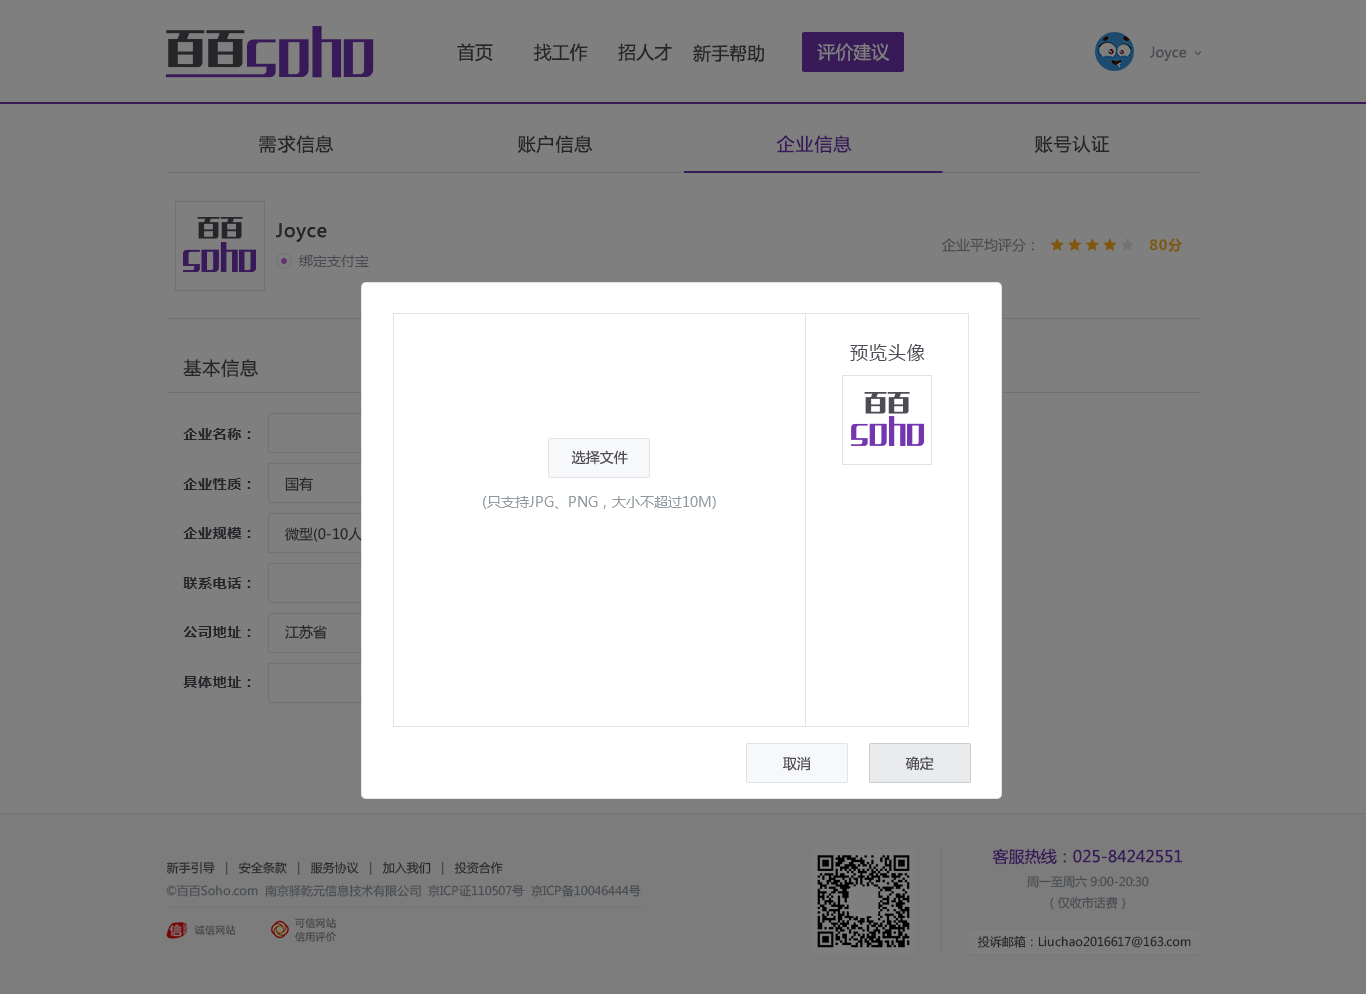 百百soho
首页 找工作 招人才 新手帮助 评价建议 Joyce
需求信息 账户信息 企业信息 账号认证
百百
soho
Joyce
绑定支付宝
企业平均评分： 80分
基本信息
企业名称：
企业性质： 国有
企业规模： 微型(0-10人
联系电话：
公司地址： 江苏省
具体地址：
预览头像
百百
soho
选择文件
(只支持JPG、PNG，大小不超过10M)
取消 确定
新手引导 | 安全条款 | 服务协议 | 加入我们 | 投资合作
©百百Soho.com 南京驿乾元信息技术有限公司 京ICP证110507号 京ICP备10046444号
信 诚信网站
可信网站
信用评价
客服热线：025-84242551
周一至周六 9:00-20:30
（仅收市话费）
投诉邮箱：Liuchao2016617@163.com